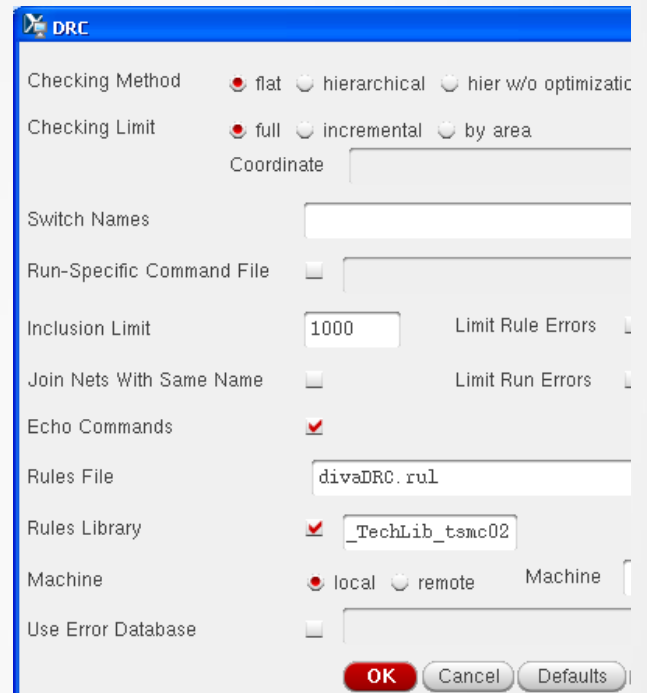 DRC
Checking Method flat hierarchical hier w/o optimizatio
Checking Limit full incremental by area
Coordinate
Switch Names
Run-Specific Command File
Inclusion Limit 1000 Limit Rule Errors
Join Nets With Same Name Limit Run Errors
Echo Commands
Rules File divaDRC.rul
Rules Library _TechLib_tsmc02
Machine local remote Machine
Use Error Database
OK Cancel Defaults